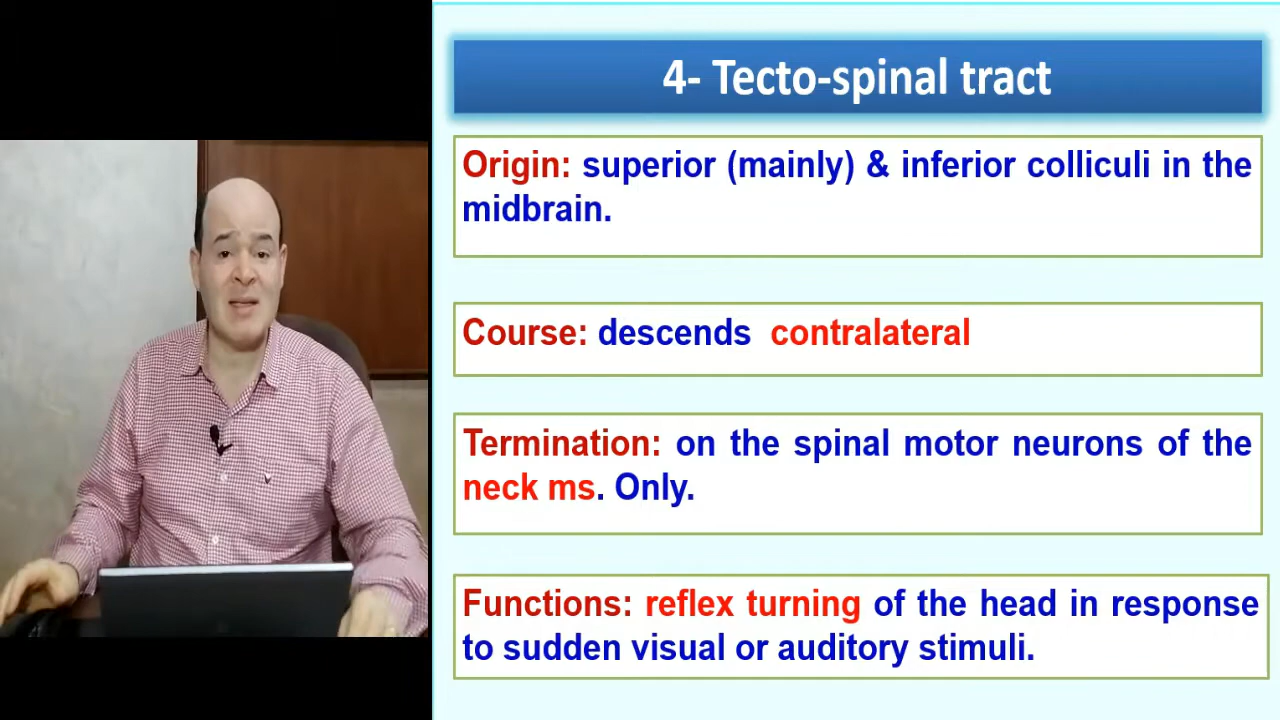 4- Tecto-spinal tract
Origin: superior (mainly) & inferior colliculi in the
midbrain.
Course: descends contralateral
Termination: on the spinal motor neurons of the
neck ms. Only.
Functions: reflex turning of the head in response
to sudden visual or auditory stimuli.